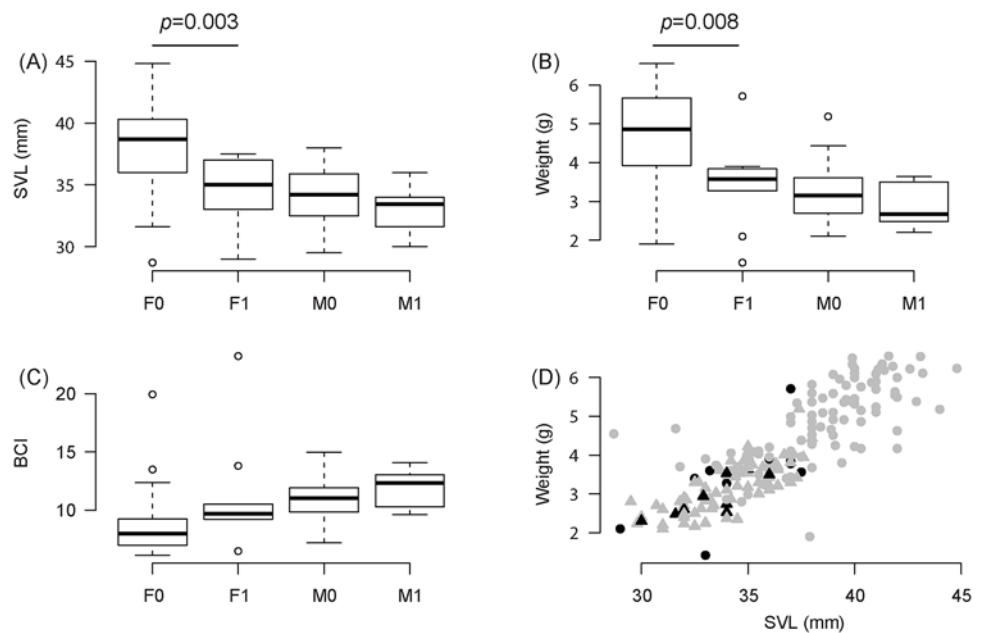 p=0.003
(A)
SVL (mm)
45
40
35
30
F0 F1 M0 M1
p=0.008
(B)
Weight (g)
6
5
4
3
2
F0 F1 M0 M1
(C)
BCI
20
15
10
F0 F1 M0 M1
(D)
Weight (g)
6
5
4
3
2
30 35 40 45
SVL (mm)